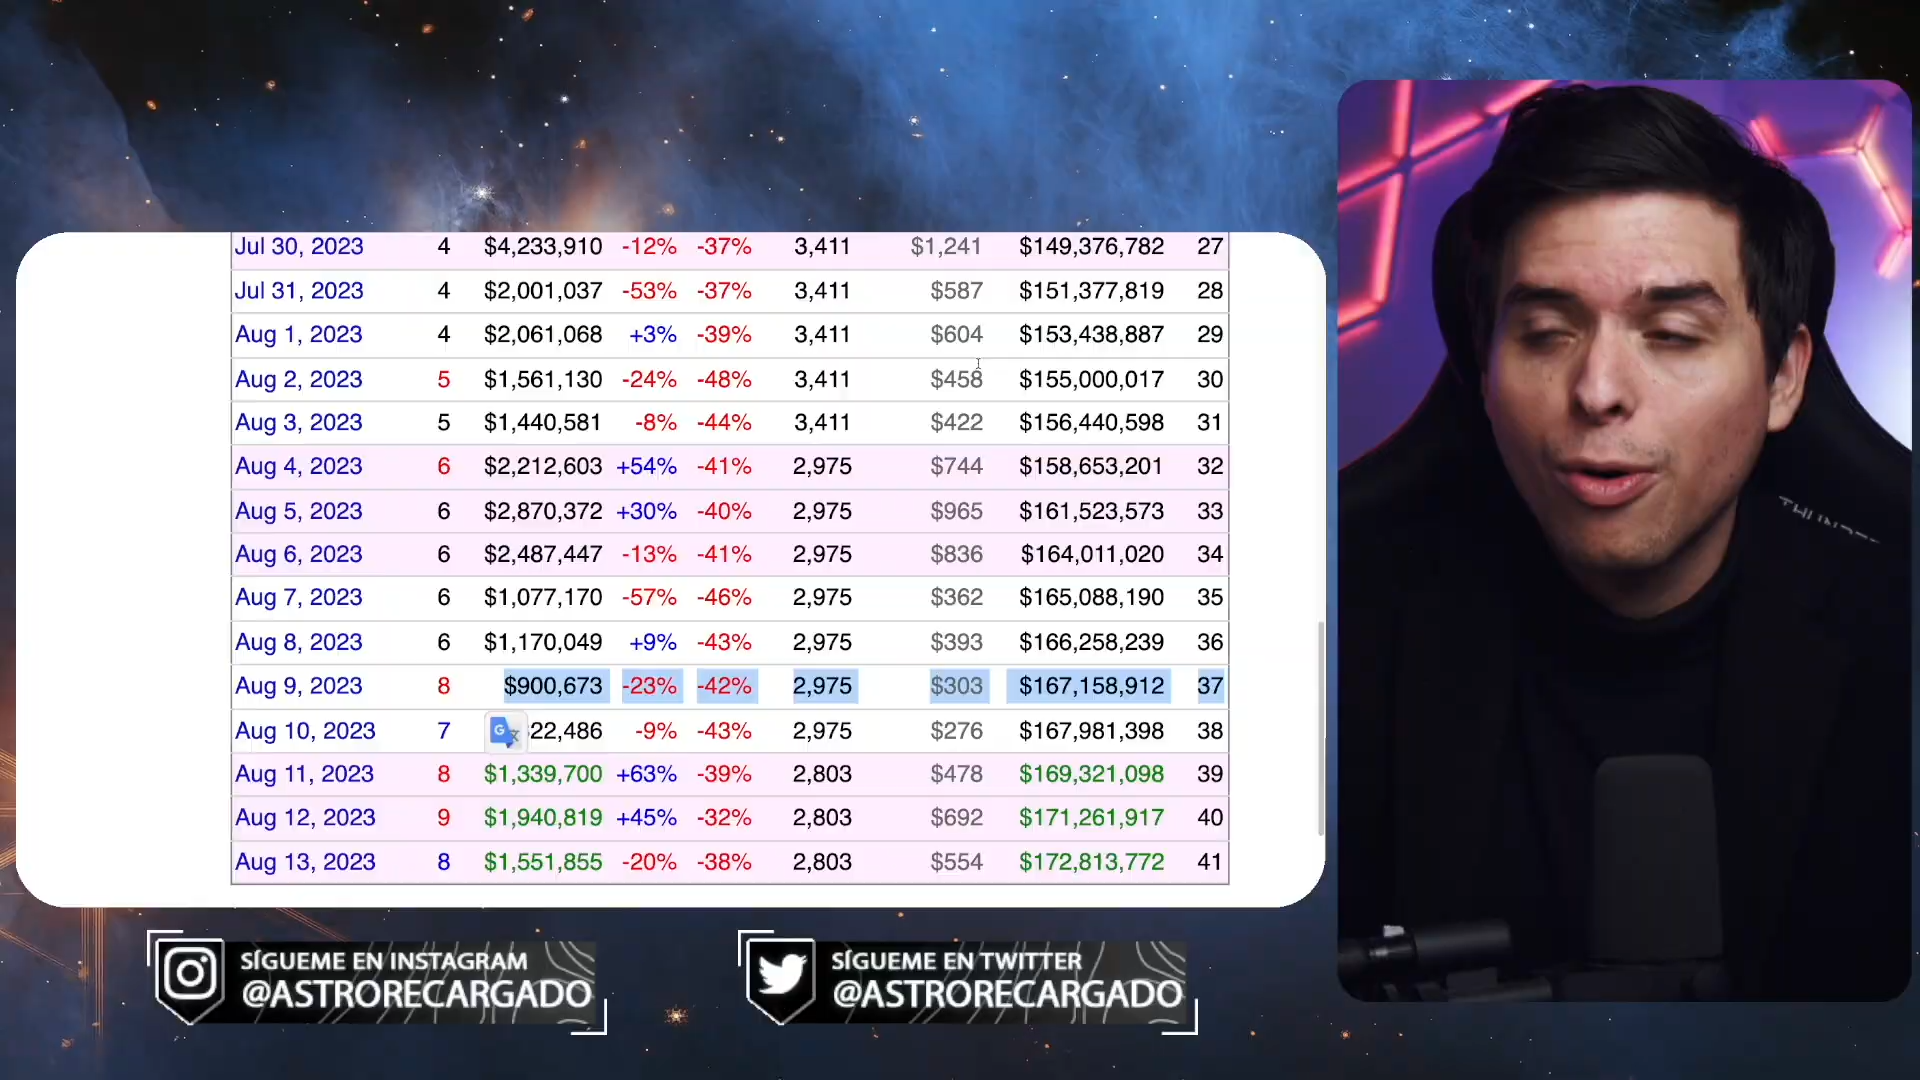 Jul 30, 2023 4 $4,233,910 -12% -37% 3,411 $1,241 $149,376,782 27
Jul 31, 2023 4 $2,001,037 -53% -37% 3,411 $587 $151,377,819 28
Aug 1, 2023 4 $2,061,068 +3% -39% 3,411 $604 $153,438,887 29
Aug 2, 2023 5 $1,561,130 -24% -48% 3,411 $458 $155,000,017 30
Aug 3, 2023 5 $1,440,581 -8% -44% 3,411 $422 $156,440,598 31
Aug 4, 2023 6 $2,212,603 +54% -41% 2,975 $744 $158,653,201 32
Aug 5, 2023 6 $2,870,372 +30% -40% 2,975 $965 $161,523,573 33
Aug 6, 2023 6 $2,487,447 -13% -41% 2,975 $836 $164,011,020 34
Aug 7, 2023 6 $1,077,170 -57% -46% 2,975 $362 $165,088,190 35
Aug 8, 2023 6 $1,170,049 +9% -43% 2,975 $393 $166,258,239 36
Aug 9, 2023 8 $900,673 -23% -42% 2,975 $303 $167,158,912 37
Aug 10, 2023 7 22,486 -9% -43% 2,975 $276 $167,981,398 38
Aug 11, 2023 8 $1,339,700 +63% -39% 2,803 $478 $169,321,098 39
Aug 12, 2023 9 $1,940,819 +45% -32% 2,803 $692 $171,261,917 40
Aug 13, 2023 8 $1,551,855 -20% -38% 2,803 $554 $172,813,772 41
SÍGUEME EN INSTAGRAM
@ASTRORECARGADO
SÍGUEME EN TWITTER
@ASTRORECARGADO